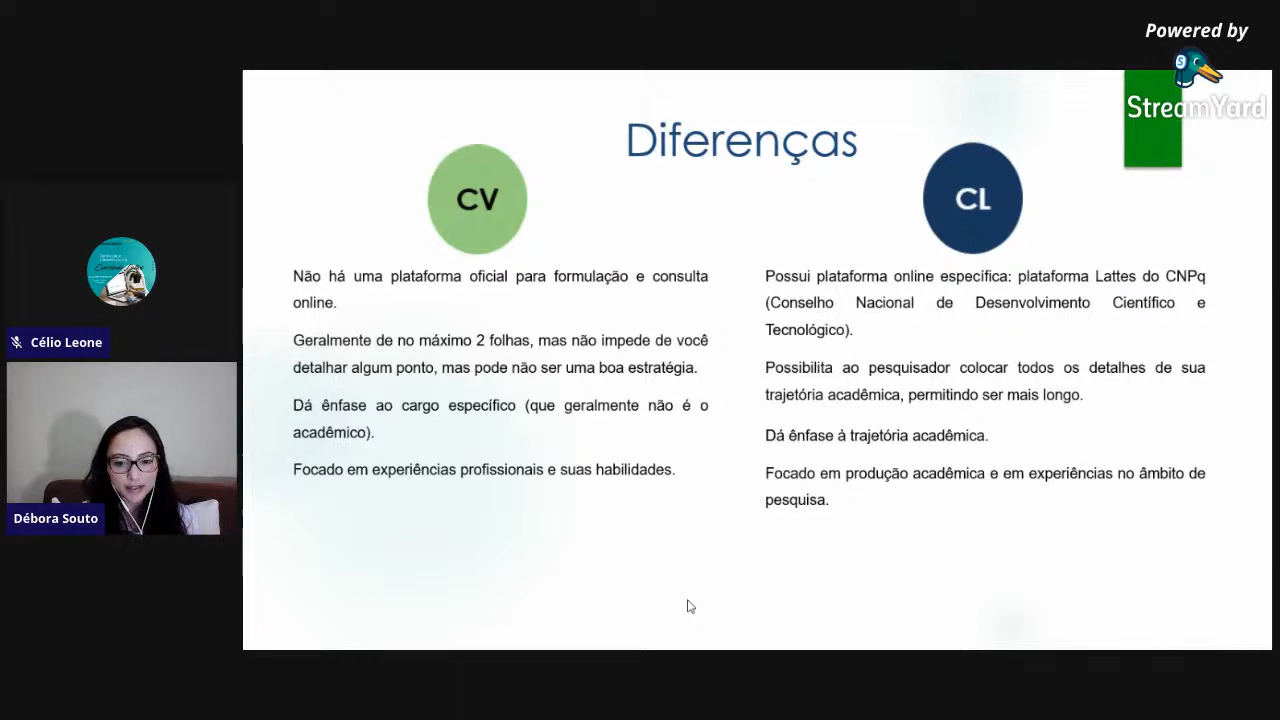 Powered by
StreamYard
Diferenças
CV
Não há uma plataforma oficial para formulação e consulta
online.
Geralmente de no máximo 2 folhas, mas não impede de você
detalhar algum ponto, mas pode não ser uma boa estratégia.
Dá ênfase ao cargo específico (que geralmente não é o
acadêmico).
Focado em experiências profissionais e suas habilidades.
CL
Possui plataforma online específica: plataforma Lattes do CNPq
(Conselho Nacional de Desenvolvimento Científico e
Tecnológico).
Possibilita ao pesquisador colocar todos os detalhes de sua
trajetória acadêmica, permitindo ser mais longo.
Dá ênfase à trajetória acadêmica.
Focado em produção acadêmica e em experiências no âmbito de
pesquisa.
Célio Leone
Débora Souto